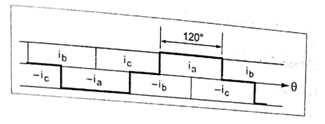 120°
i_b i_c i_a i_b
θ
−i_c −i_a −i_b −i_c